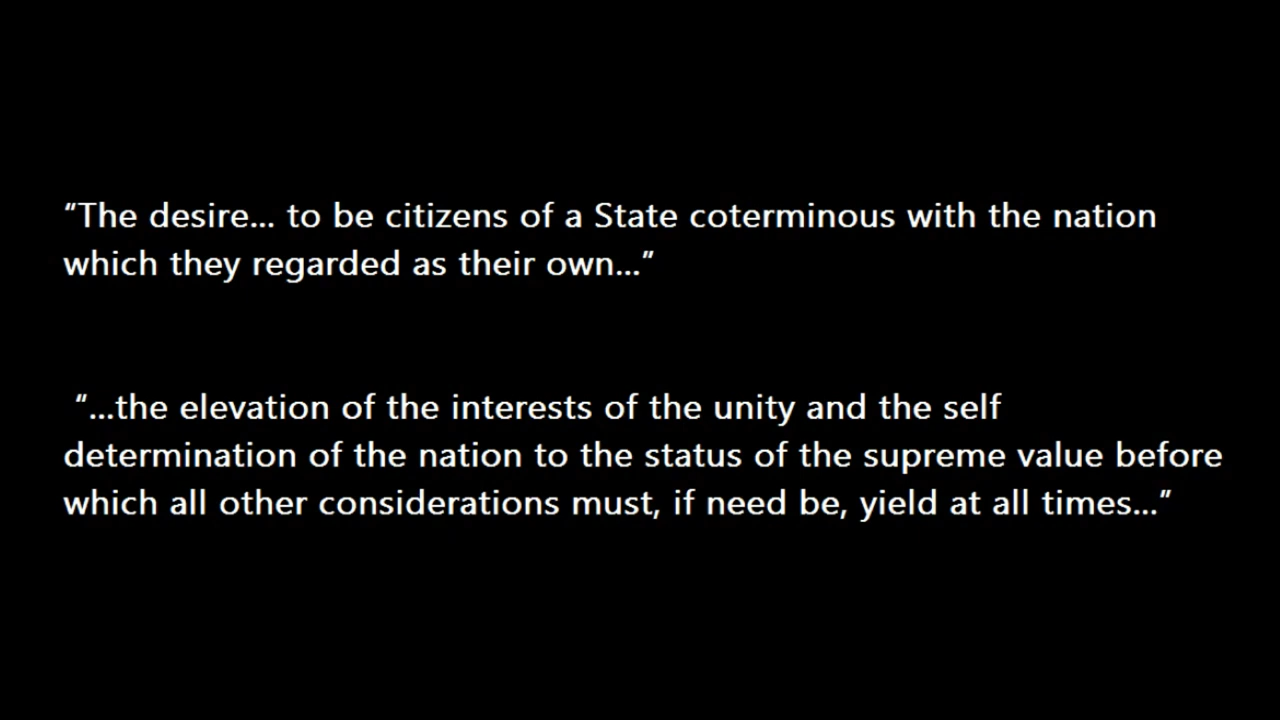 “The desire... to be citizens of a State coterminous with the nation
which they regarded as their own...”
“...the elevation of the interests of the unity and the self
determination of the nation to the status of the supreme value before
which all other considerations must, if need be, yield at all times...”